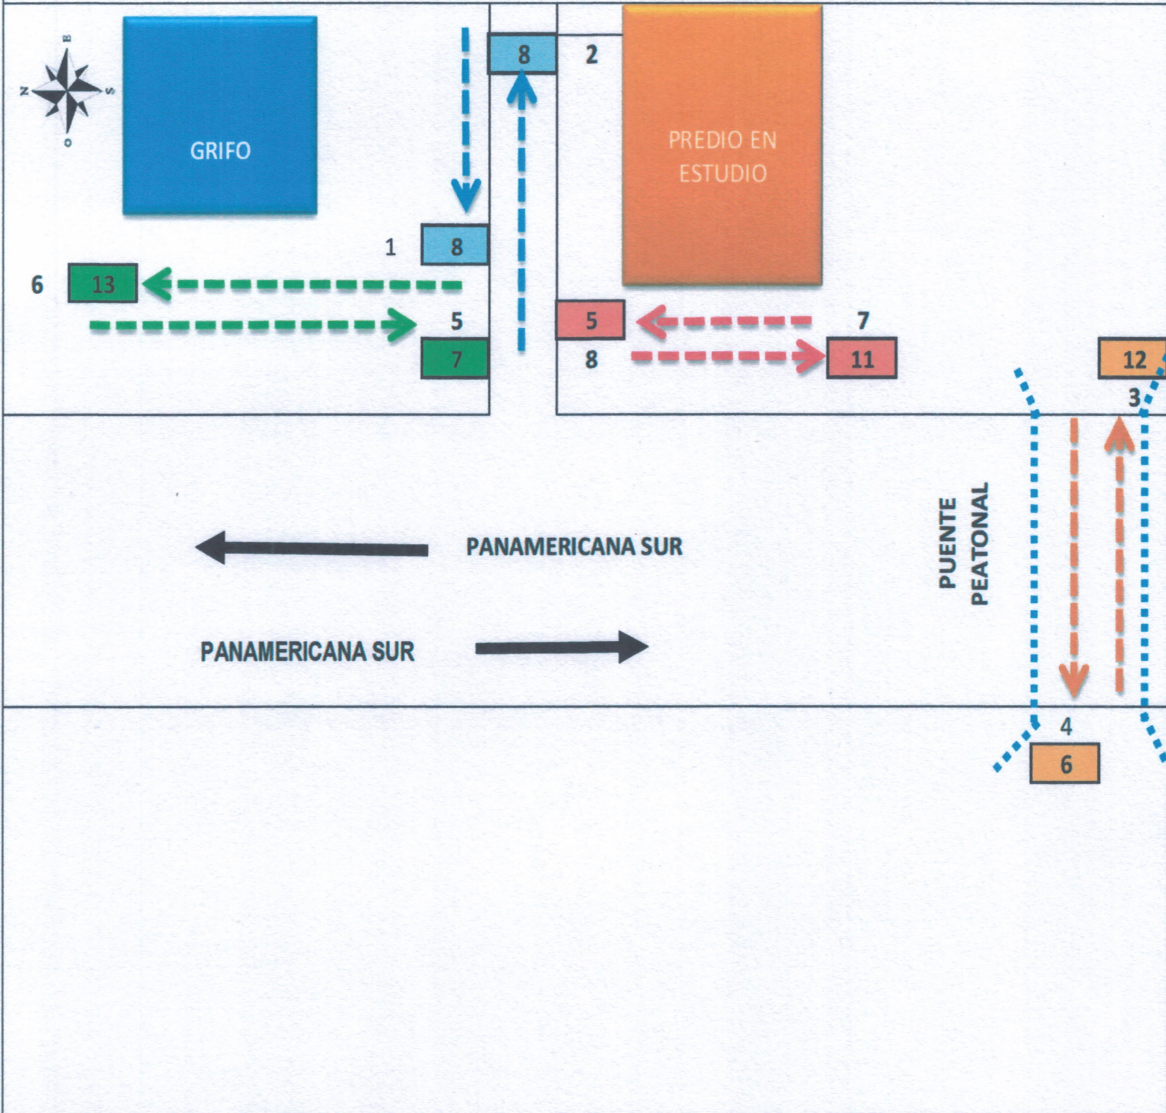 E
N
S
O
GRIFO
8
2
PREDIO EN
ESTUDIO
1
8
6
13
5
7
5
8
7
11
12
3
PUENTE
PEATONAL
PANAMERICANA SUR
PANAMERICANA SUR
4
6